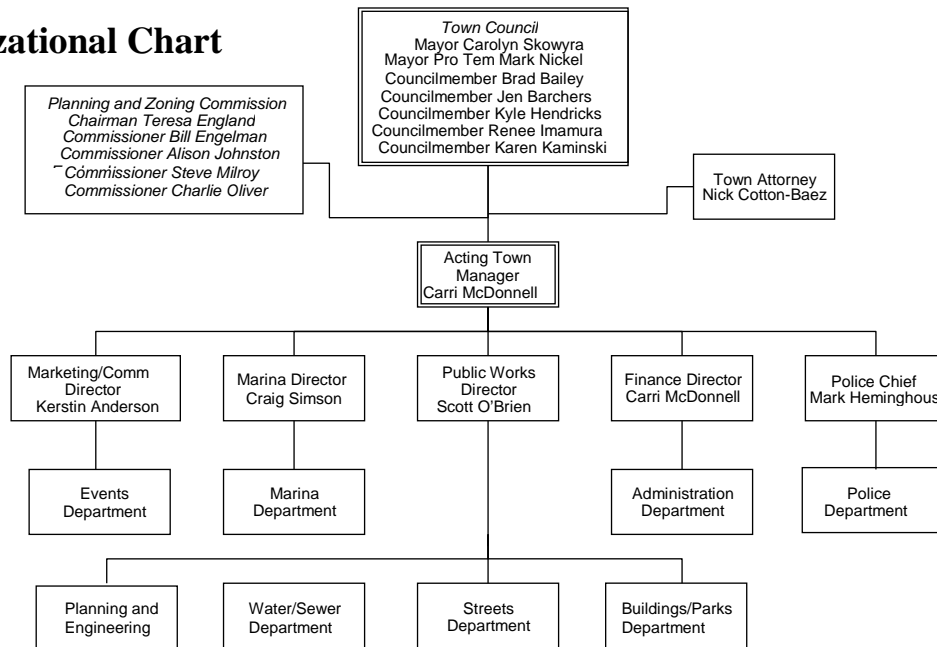 zational Chart
Town Council
Mayor Carolyn Skowyra
Mayor Pro Tem Mark Nickel
Councilmember Brad Bailey
Councilmember Jen Barchers
Councilmember Kyle Hendricks
Councilmember Renee Imamura
Councilmember Karen Kaminski
Planning and Zoning Commission
Chairman Teresa England
Commissioner Bill Engelman
Commissioner Alison Johnston
Commissioner Steve Milroy
Commissioner Charlie Oliver
Town Attorney
Nick Cotton-Baez
Acting Town
Manager
Carri McDonnell
Marketing/Comm
Director
Kerstin Anderson
Marina Director
Craig Simson
Public Works
Director
Scott O'Brien
Finance Director
Carri McDonnell
Police Chief
Mark Heminghous
Events
Department
Marina
Department
Administration
Department
Police
Department
Planning and
Engineering
Water/Sewer
Department
Streets
Department
Buildings/Parks
Department